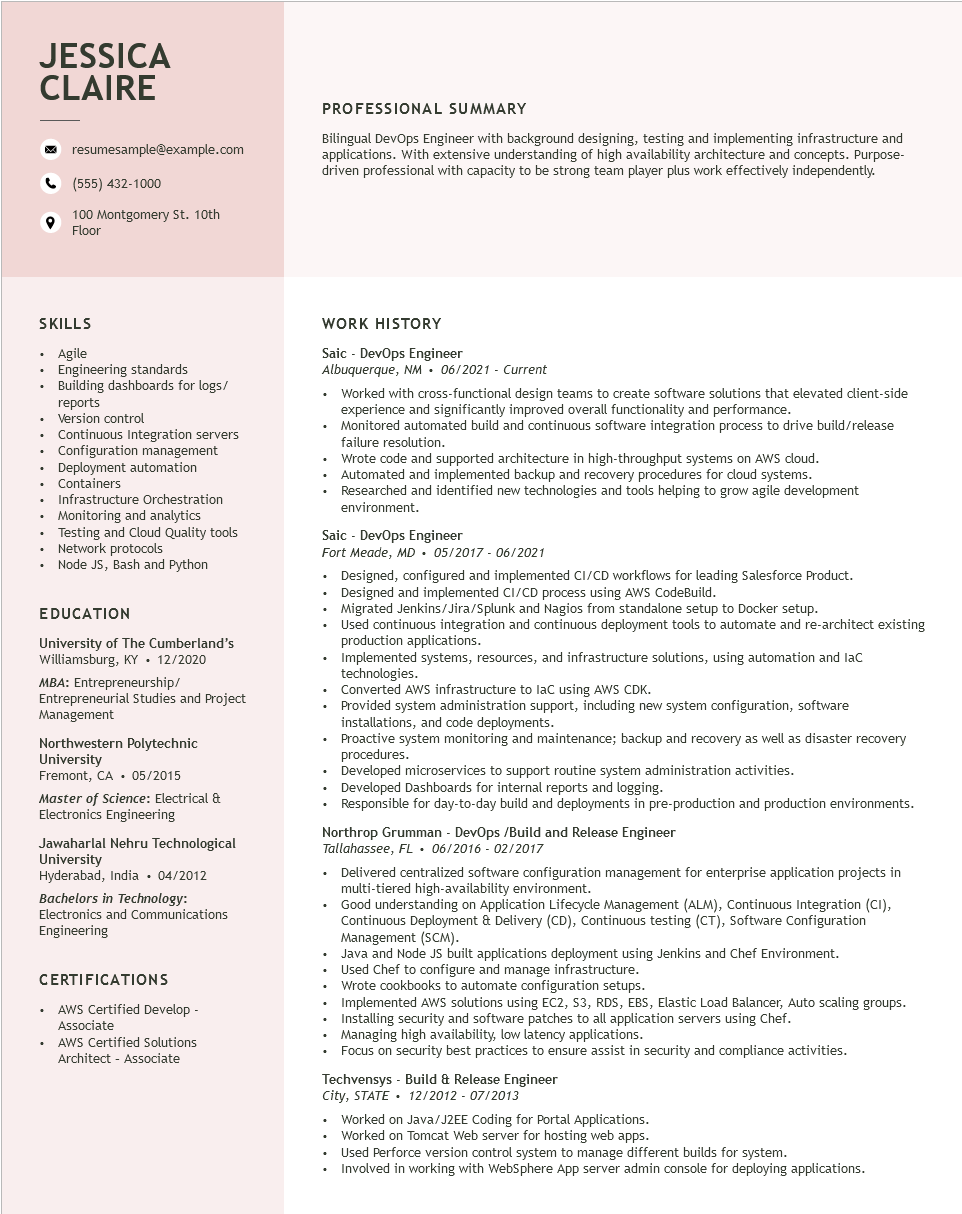 JESSICA
CLAIRE
resumesample@example.com
(555) 432-1000
100 Montgomery St. 10th
Floor
PROFESSIONAL SUMMARY
Bilingual DevOps Engineer with background designing, testing and implementing infrastructure and
applications. With extensive understanding of high availability architecture and concepts. Purpose-
driven professional with capacity to be strong team player plus work effectively independently.
SKILLS
• Agile
• Engineering standards
• Building dashboards for logs/
reports
• Version control
• Continuous Integration servers
• Configuration management
• Deployment automation
• Containers
• Infrastructure Orchestration
• Monitoring and analytics
• Testing and Cloud Quality tools
• Network protocols
• Node JS, Bash and Python
EDUCATION
University of The Cumberland’s
Williamsburg, KY • 12/2020
MBA: Entrepreneurship/
Entrepreneurial Studies and Project
Management
Northwestern Polytechnic
University
Fremont, CA • 05/2015
Master of Science: Electrical &
Electronics Engineering
Jawaharlal Nehru Technological
University
Hyderabad, India • 04/2012
Bachelors in Technology:
Electronics and Communications
Engineering
CERTIFICATIONS
• AWS Certified Develop -
Associate
• AWS Certified Solutions
Architect – Associate
WORK HISTORY
Saic - DevOps Engineer
Albuquerque, NM • 06/2021 - Current
• Worked with cross-functional design teams to create software solutions that elevated client-side
experience and significantly improved overall functionality and performance.
• Monitored automated build and continuous software integration process to drive build/release
failure resolution.
• Wrote code and supported architecture in high-throughput systems on AWS cloud.
• Automated and implemented backup and recovery procedures for cloud systems.
• Researched and identified new technologies and tools helping to grow agile development
environment.
Saic - DevOps Engineer
Fort Meade, MD • 05/2017 - 06/2021
• Designed, configured and implemented CI/CD workflows for leading Salesforce Product.
• Designed and implemented CI/CD process using AWS CodeBuild.
• Migrated Jenkins/Jira/Splunk and Nagios from standalone setup to Docker setup.
• Used continuous integration and continuous deployment tools to automate and re-architect existing
production applications.
• Implemented systems, resources, and infrastructure solutions, using automation and IaC
technologies.
• Converted AWS infrastructure to IaC using AWS CDK.
• Provided system administration support, including new system configuration, software
installations, and code deployments.
• Proactive system monitoring and maintenance; backup and recovery as well as disaster recovery
procedures.
• Developed microservices to support routine system administration activities.
• Developed Dashboards for internal reports and logging.
• Responsible for day-to-day build and deployments in pre-production and production environments.
Northrop Grumman - DevOps /Build and Release Engineer
Tallahassee, FL • 06/2016 - 02/2017
• Delivered centralized software configuration management for enterprise application projects in
multi-tiered high-availability environment.
• Good understanding on Application Lifecycle Management (ALM), Continuous Integration (CI),
Continuous Deployment & Delivery (CD), Continuous testing (CT), Software Configuration
Management (SCM).
• Java and Node JS built applications deployment using Jenkins and Chef Environment.
• Used Chef to configure and manage infrastructure.
• Wrote cookbooks to automate configuration setups.
• Implemented AWS solutions using EC2, S3, RDS, EBS, Elastic Load Balancer, Auto scaling groups.
• Installing security and software patches to all application servers using Chef.
• Managing high availability, low latency applications.
• Focus on security best practices to ensure assist in security and compliance activities.
Techvensys - Build & Release Engineer
City, STATE • 12/2012 - 07/2013
• Worked on Java/J2EE Coding for Portal Applications.
• Worked on Tomcat Web server for hosting web apps.
• Used Perforce version control system to manage different builds for system.
• Involved in working with WebSphere App server admin console for deploying applications.